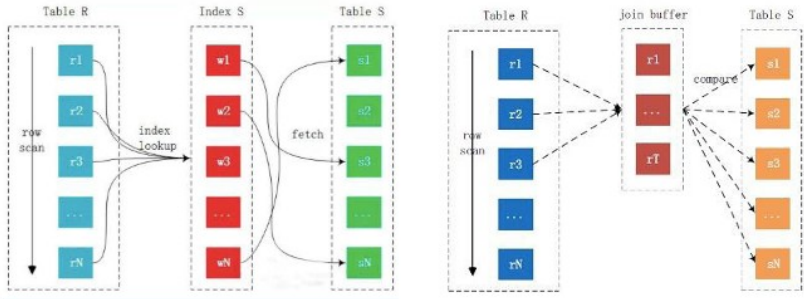 Table R
Index S
Table S
r1
w1
s1
r2
w2
s2
row
scan
index
lookup
fetch
r3
w3
s3
...
...
...
rN
wN
sN
Table R
join buffer
Table S
r1
r1
s1
compare
r2
...
s2
row
scan
r3
rT
s3
...
...
rN
sN